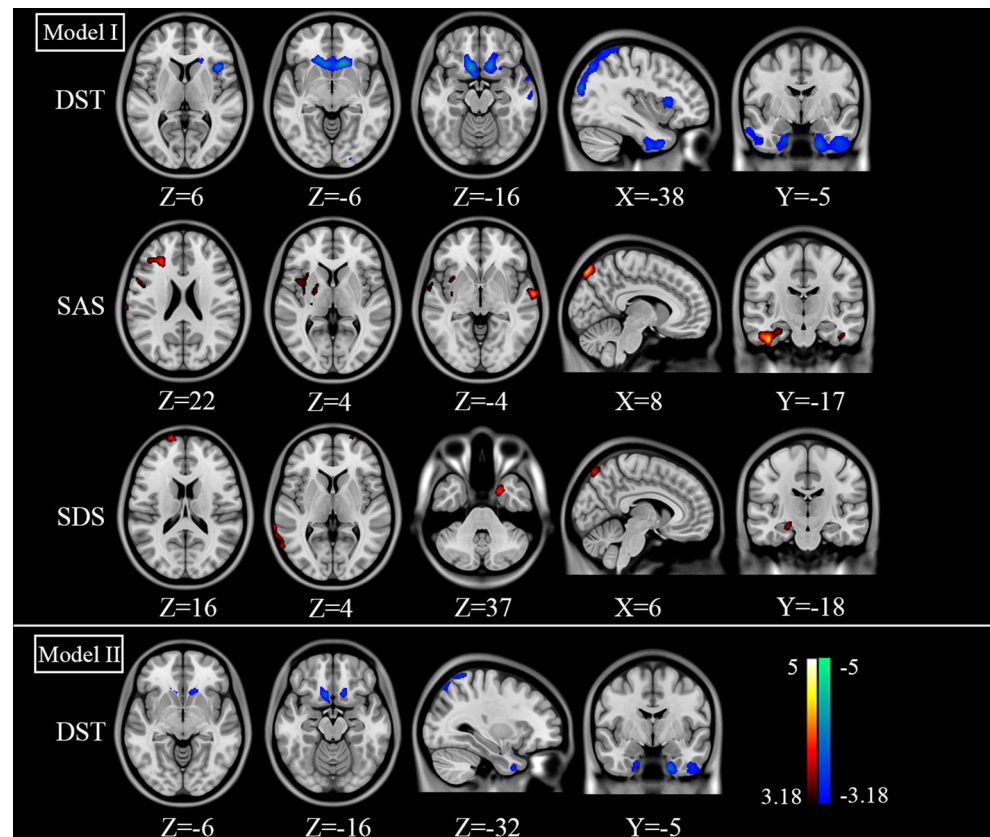 Model I
DST
Z=6 Z=-6 Z=-16 X=-38 Y=-5
SAS
Z=22 Z=4 Z=-4 X=8 Y=-17
SDS
Z=16 Z=4 Z=37 X=6 Y=-18
Model II
5 -5
DST
3.18 -3.18
Z=-6 Z=-16 Z=-32 Y=-5